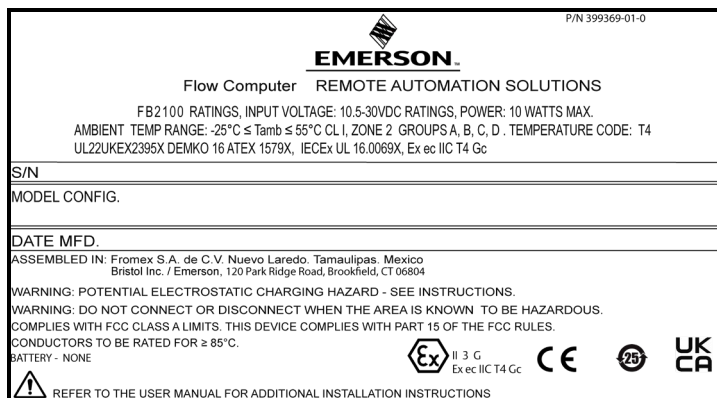 P/N 399369-01-0
EMERSON™
Flow Computer REMOTE AUTOMATION SOLUTIONS
FB2100 RATINGS, INPUT VOLTAGE: 10.5-30VDC RATINGS, POWER: 10 WATTS MAX.
AMBIENT TEMP RANGE: -25°C ≤ Tamb ≤ 55°C CL I, ZONE 2 GROUPS A, B, C, D . TEMPERATURE CODE: T4
UL22UKEX2395X DEMKO 16 ATEX 1579X, IECEx UL 16.0069X, Ex ec IIC T4 Gc
S/N
MODEL CONFIG.
DATE MFD.
ASSEMBLED IN: Fromex S.A. de C.V. Nuevo Laredo. Tamaulipas. Mexico
Bristol Inc. / Emerson, 120 Park Ridge Road, Brookfield, CT 06804
WARNING: POTENTIAL ELECTROSTATIC CHARGING HAZARD - SEE INSTRUCTIONS.
WARNING: DO NOT CONNECT OR DISCONNECT WHEN THE AREA IS KNOWN TO BE HAZARDOUS.
COMPLIES WITH FCC CLASS A LIMITS. THIS DEVICE COMPLIES WITH PART 15 OF THE FCC RULES.
CONDUCTORS TO BE RATED FOR ≥ 85°C.
BATTERY - NONE
Ex II 3 G
Ex ec IIC T4 Gc
CE
25
UK
CA
REFER TO THE USER MANUAL FOR ADDITIONAL INSTALLATION INSTRUCTIONS